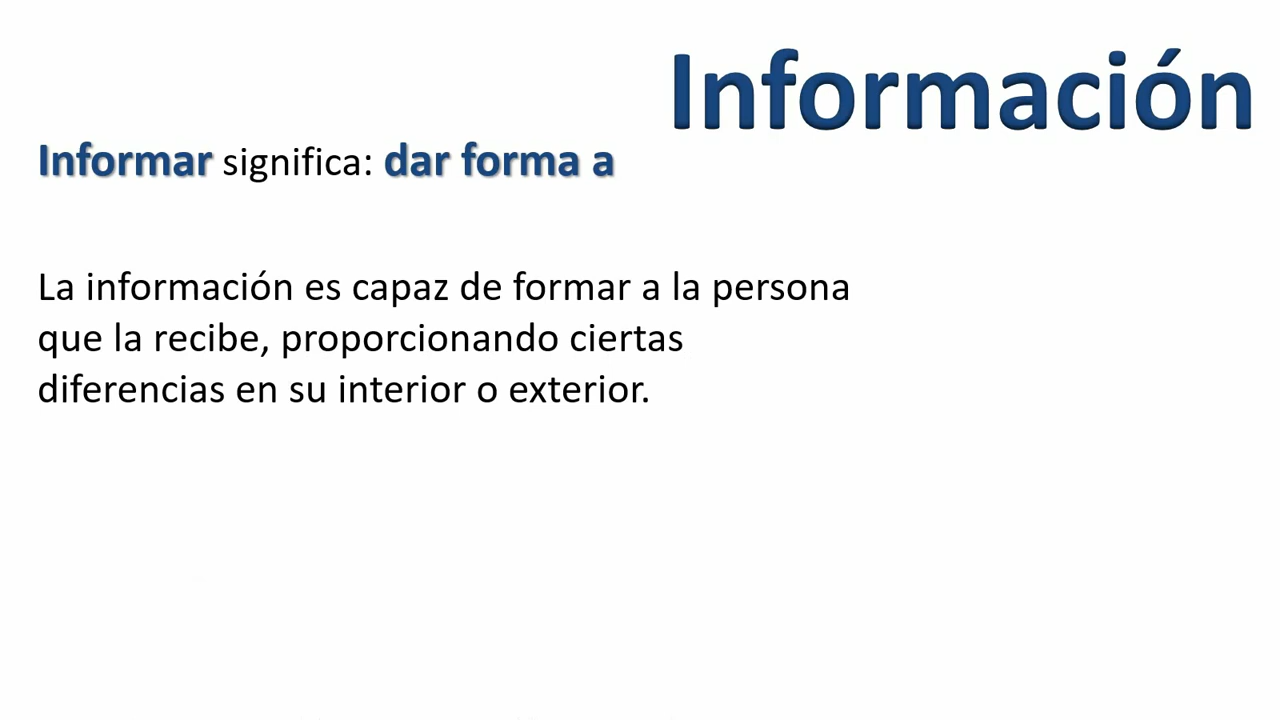 Información
Informar significa: dar forma a
La información es capaz de formar a la persona
que la recibe, proporcionando ciertas
diferencias en su interior o exterior.